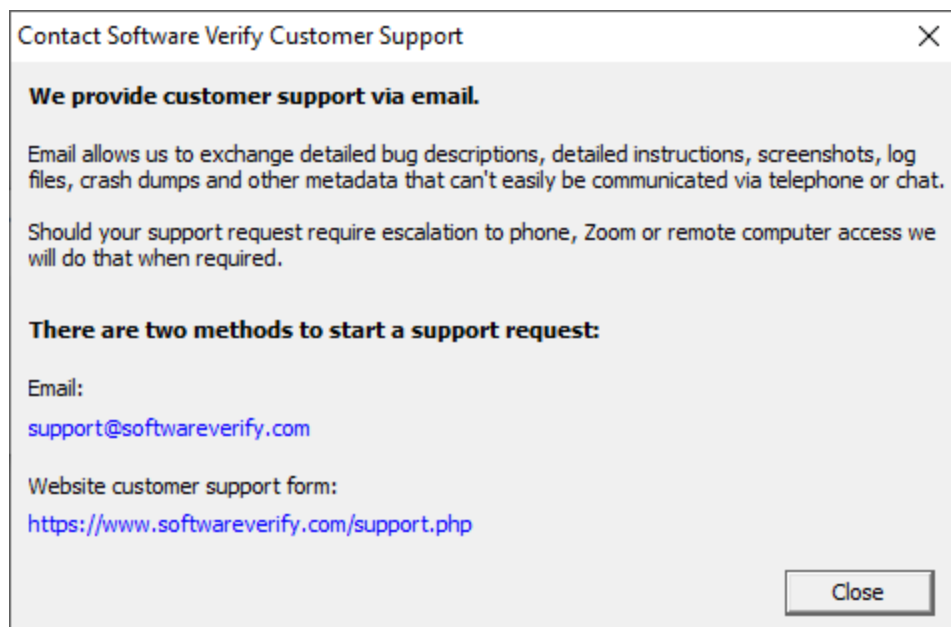 Contact Software Verify Customer Support
We provide customer support via email.
Email allows us to exchange detailed bug descriptions, detailed instructions, screenshots, log
files, crash dumps and other metadata that can't easily be communicated via telephone or chat.
Should your support request require escalation to phone, Zoom or remote computer access we
will do that when required.
There are two methods to start a support request:
Email:
support@softwareverify.com
Website customer support form:
https://www.softwareverify.com/support.php
Close